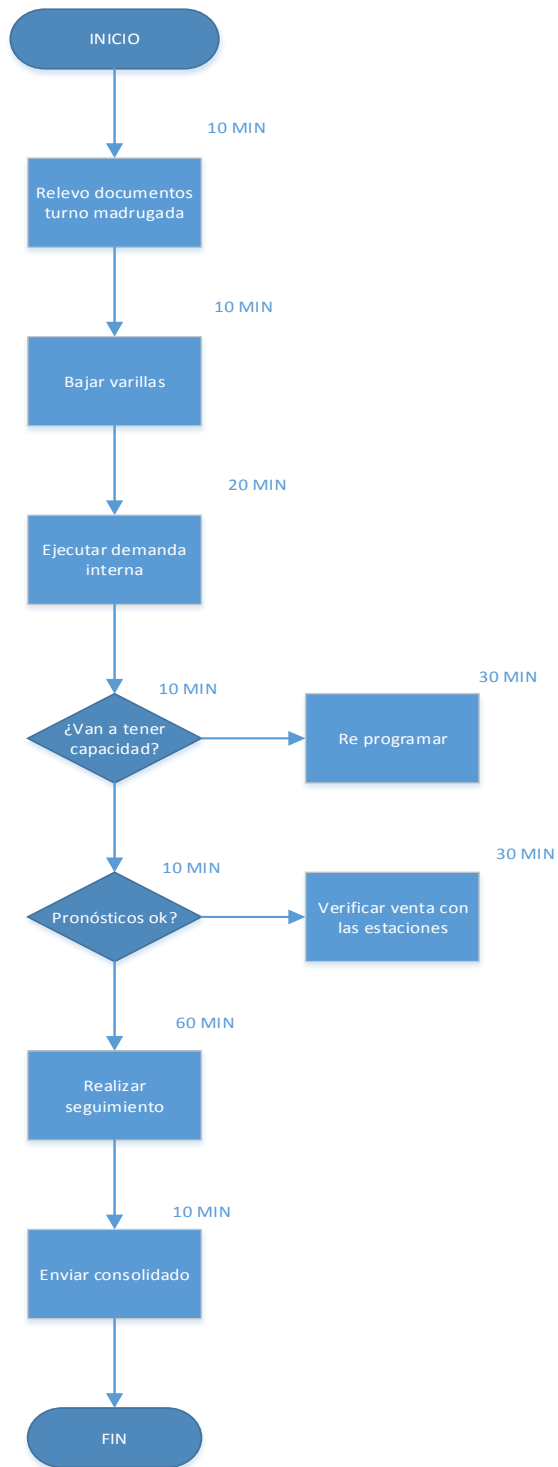 INICIO
10 MIN
Relevo documentos
turno madrugada
10 MIN
Bajar varillas
20 MIN
Ejecutar demanda
interna
10 MIN
¿Van a tener
capacidad?
30 MIN
Re programar
10 MIN
Pronósticos ok?
30 MIN
Verificar venta con
las estaciones
60 MIN
Realizar
seguimiento
10 MIN
Enviar consolidado
FIN